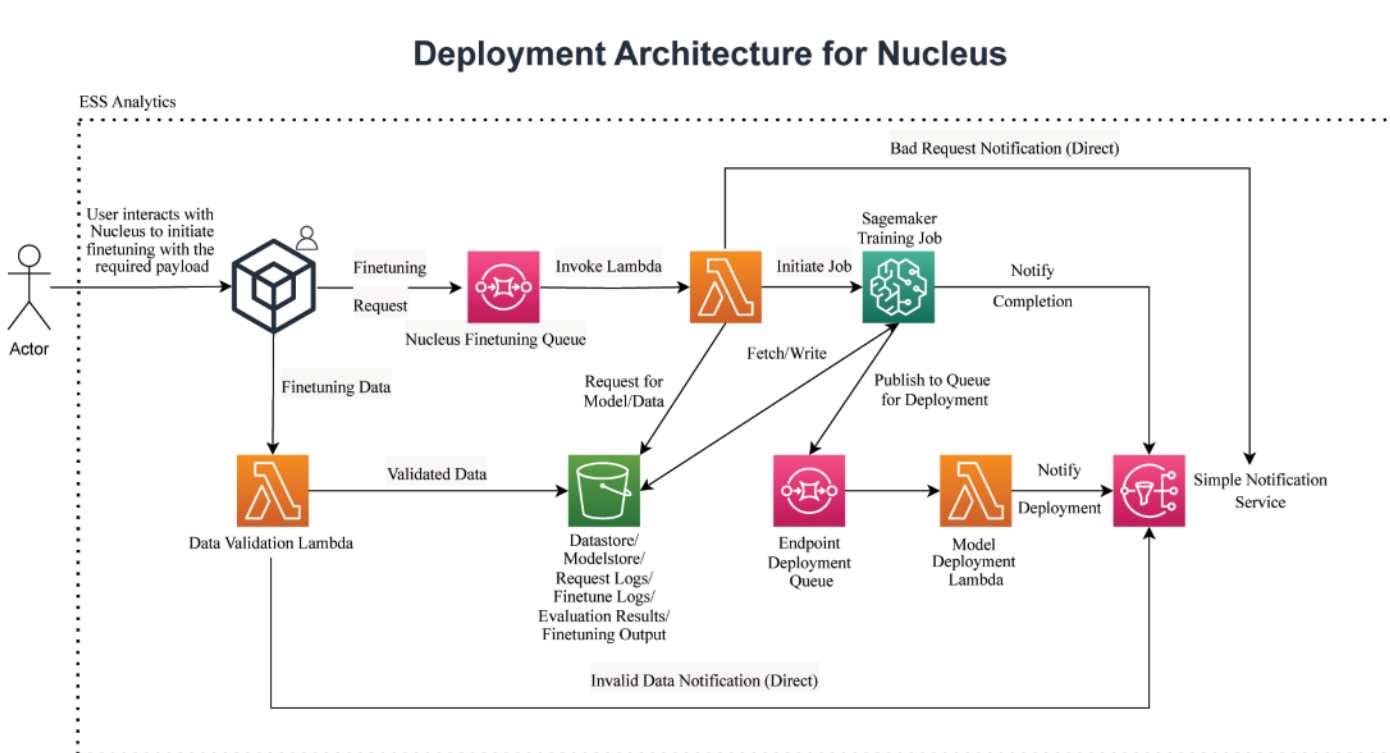 Deployment Architecture for Nucleus
ESS Analytics
Bad Request Notification (Direct)
User interacts with
Nucleus to initiate
finetuning with the
required payload
Sagemaker
Training Job
Finetuning
Request
Invoke Lambda
Initiate Job
Notify
Completion
Nucleus Finetuning Queue
Actor
Fetch/Write
Finetuning Data
Request for
Model/Data
Publish to Queue
for Deployment
Validated Data
Notify
Deployment
Simple Notification
Service
Data Validation Lambda
Datastore/
Modelstore/
Request Logs/
Finetune Logs/
Evaluation Results/
Finetuning Output
Endpoint
Deployment
Queue
Model
Deployment
Lambda
Invalid Data Notification (Direct)